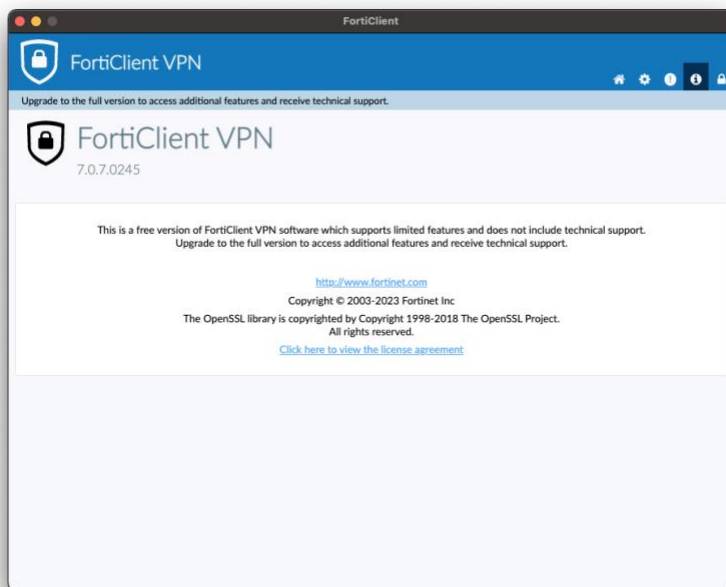 FortiClient
FortiClient VPN
Upgrade to the full version to access additional features and receive technical support.
FortiClient VPN
7.0.7.0245
This is a free version of FortiClient VPN software which supports limited features and does not include technical support.
Upgrade to the full version to access additional features and receive technical support.
http://www.fortinet.com
Copyright © 2003-2023 Fortinet Inc
The OpenSSL library is copyrighted by Copyright 1998-2018 The OpenSSL Project.
All rights reserved.
Click here to view the license agreement